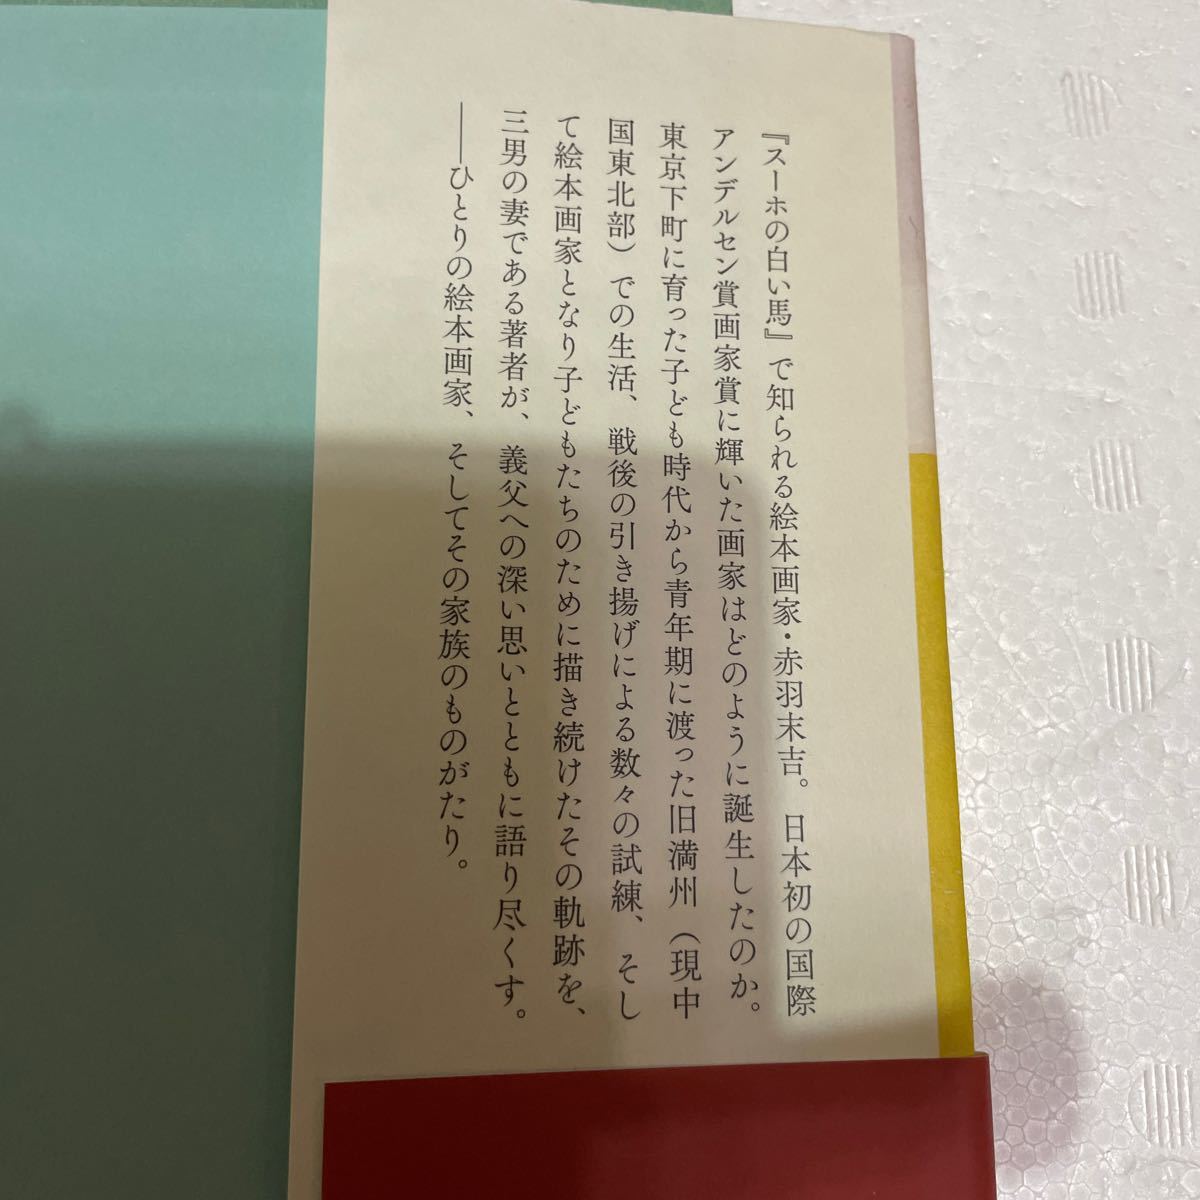 『スーホの白い馬』で知られる絵本画家・赤羽末吉。日本初の国際
アンデルセン賞画家賞に輝いた画家はどのように誕生したのか。
東京下町に育った子ども時代から青年期に渡った旧満州（現中
国東北部）での生活、戦後の引き揚げによる数々の試練、そし
て絵本画家となり子どもたちのために描き続けたその軌跡を、
三男の妻である著者が、義父への深い思いとともに語り尽くす。
――ひとりの絵本画家、そしてその家族のものがたり。